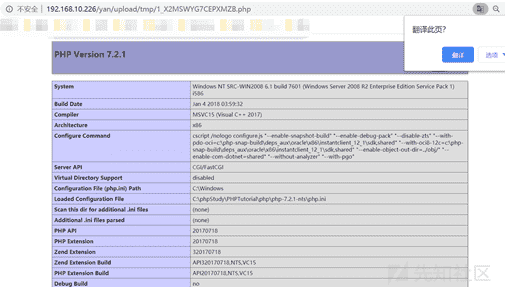 不安全 | 192.168.10.226/yan/upload/tmp/1_X2MSWYG7CEPXMZB.php
翻译此页?
翻译
选项
PHP Version 7.2.1
System Windows NT SRC-WIN2008 6.1 build 7601 (Windows Server 2008 R2 Enterprise Edition Service Pack 1)
i586
Build Date Jan 4 2018 03:59:32
Compiler MSVC15 (Visual C++ 2017)
Architecture x86
Configure Command cscript /nologo configure.js "--enable-snapshot-build" "--enable-debug-pack" "--disable-zts" "--with-
pdo-oci=c:\php-snap-build\deps_aux\oracle\x86\instantclient_12_1\sdk,shared" "--with-oci8-12c=c:\php-
snap-build\deps_aux\oracle\x86\instantclient_12_1\sdk,shared" "--enable-object-out-dir=../obj/" "--
enable-com-dotnet=shared" "--without-analyzer" "--with-pgo"
Server API CGI/FastCGI
Virtual Directory Support disabled
Configuration File (php.ini) Path C:\Windows
Loaded Configuration File C:\phpStudy\PHPTutorial\php\php-7.2.1-nts\php.ini
Scan this dir for additional .ini files (none)
Additional .ini files parsed (none)
PHP API 20170718
PHP Extension 20170718
Zend Extension 320170718
Zend Extension Build API320170718,NTS,VC15
PHP Extension Build API20170718,NTS,VC15
Debug Build no
先知社区